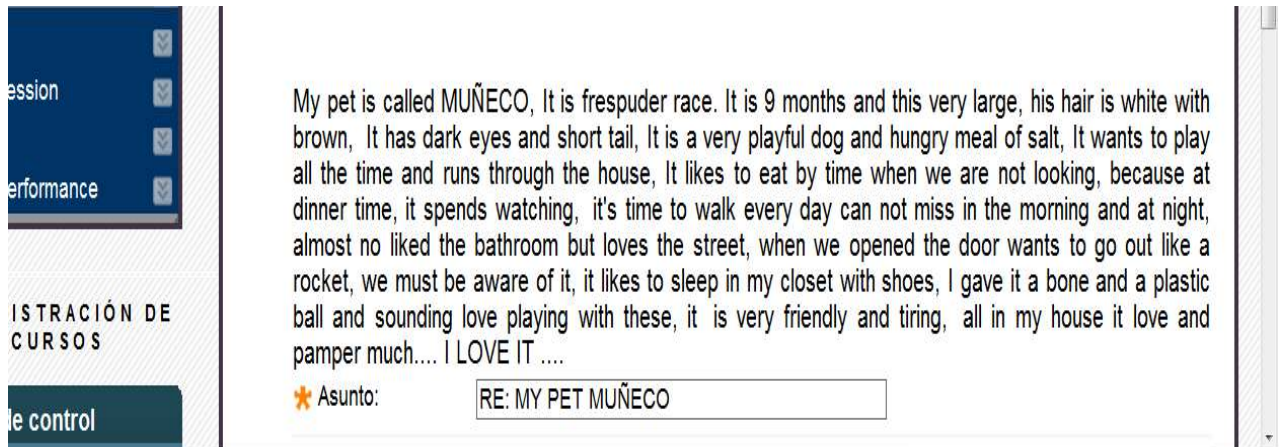 ession
erformance
ISTRACIÓN DE
CURSOS
de control
My pet is called MUÑECO, It is frespuder race. It is 9 months and this very large, his hair is white with
brown, It has dark eyes and short tail, It is a very playful dog and hungry meal of salt, It wants to play
all the time and runs through the house, It likes to eat by time when we are not looking, because at
dinner time, it spends watching, it's time to walk every day can not miss in the morning and at night,
almost no liked the bathroom but loves the street, when we opened the door wants to go out like a
rocket, we must be aware of it, it likes to sleep in my closet with shoes, I gave it a bone and a plastic
ball and sounding love playing with these, it is very friendly and tiring, all in my house it love and
pamper much.... I LOVE IT ....
* Asunto: RE: MY PET MUÑECO